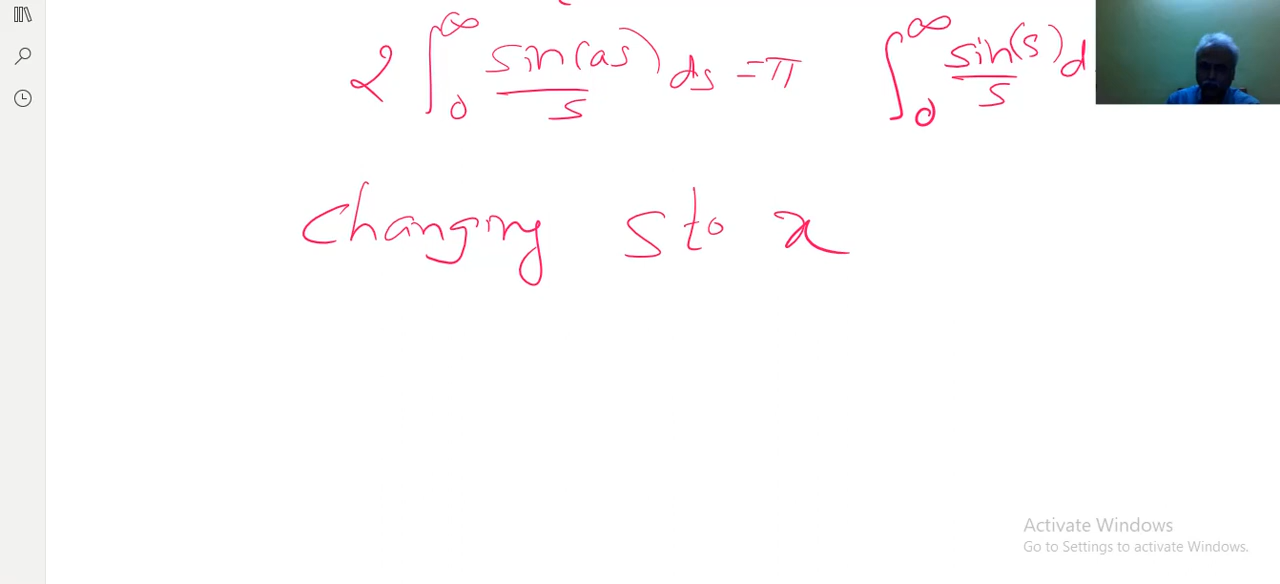 2 ∫₀^∞ sin(as)/s ds = π ∫₀^∞ sin(s)/s d
Changing s to x
Activate Windows
Go to Settings to activate Windows.